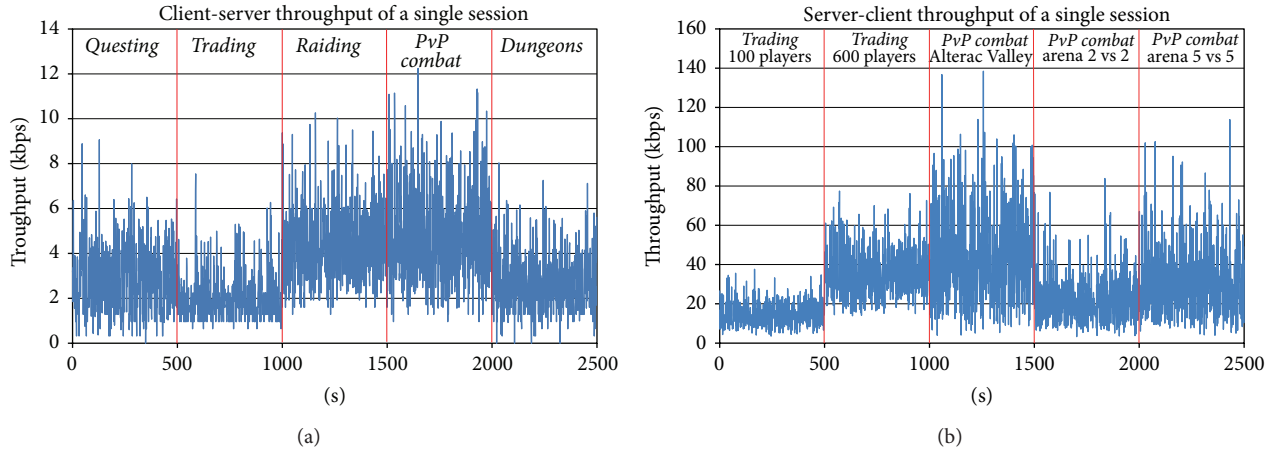 Client-server throughput of a single session
Troughput (kbps)
14
12
10
8
6
4
2
0
Questing
Trading
Raiding
PvP
combat
Dungeons
0 500 1000 1500 2000 2500
(s)
(a)
Server-client throughput of a single session
Throughput (kbps)
160
140
120
100
80
60
40
20
0
Trading
100 players
Trading
600 players
PvP combat
Alterac Valley
PvP combat
arena 2 vs 2
PvP combat
arena 5 vs 5
0 500 1000 1500 2000 2500
(s)
(b)